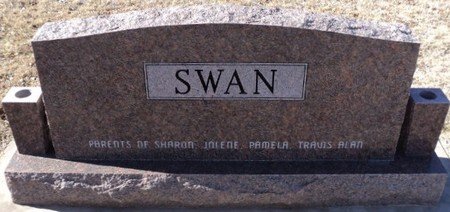 SWAN
PARENTS OF SHARON, JOLENE, PAMELA, TRAVIS ALAN